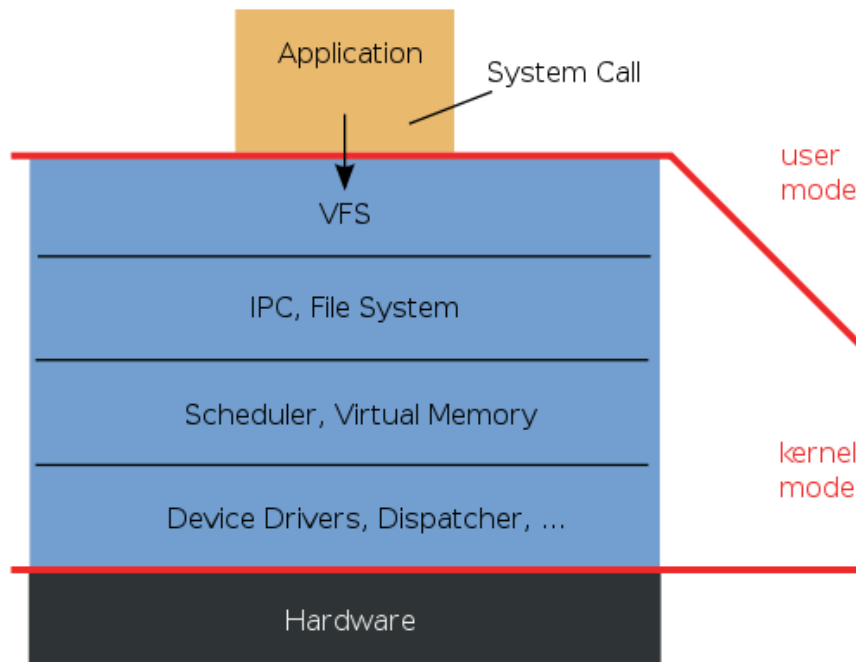 Application
System Call
user
mode
VFS
IPC, File System
Scheduler, Virtual Memory
kernel
mode
Device Drivers, Dispatcher, ...
Hardware